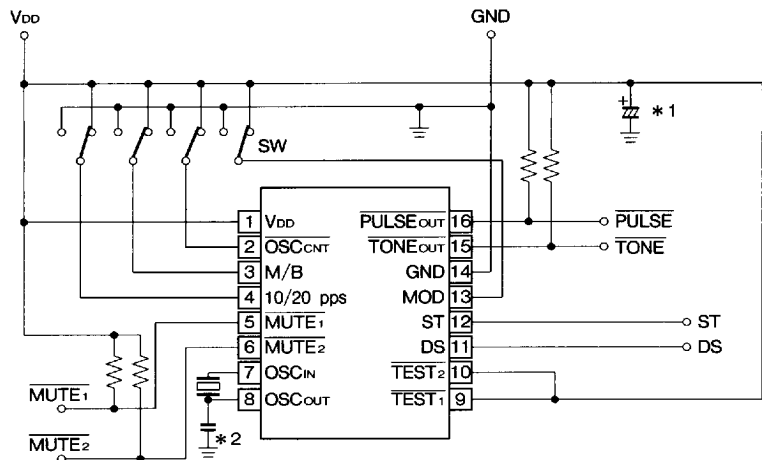 VDD
GND
*1
SW
1 VDD
2 OSCCNT
3 M/B
4 10/20 pps
5 MUTE1
6 MUTE2
7 OSCIN
8 OSCOUT
PULSEOUT 16
TONEOUT 15
GND 14
MOD 13
ST 12
DS 11
TEST2 10
TEST1 9
PULSE
TONE
ST
DS
MUTE1
MUTE2
*2
+